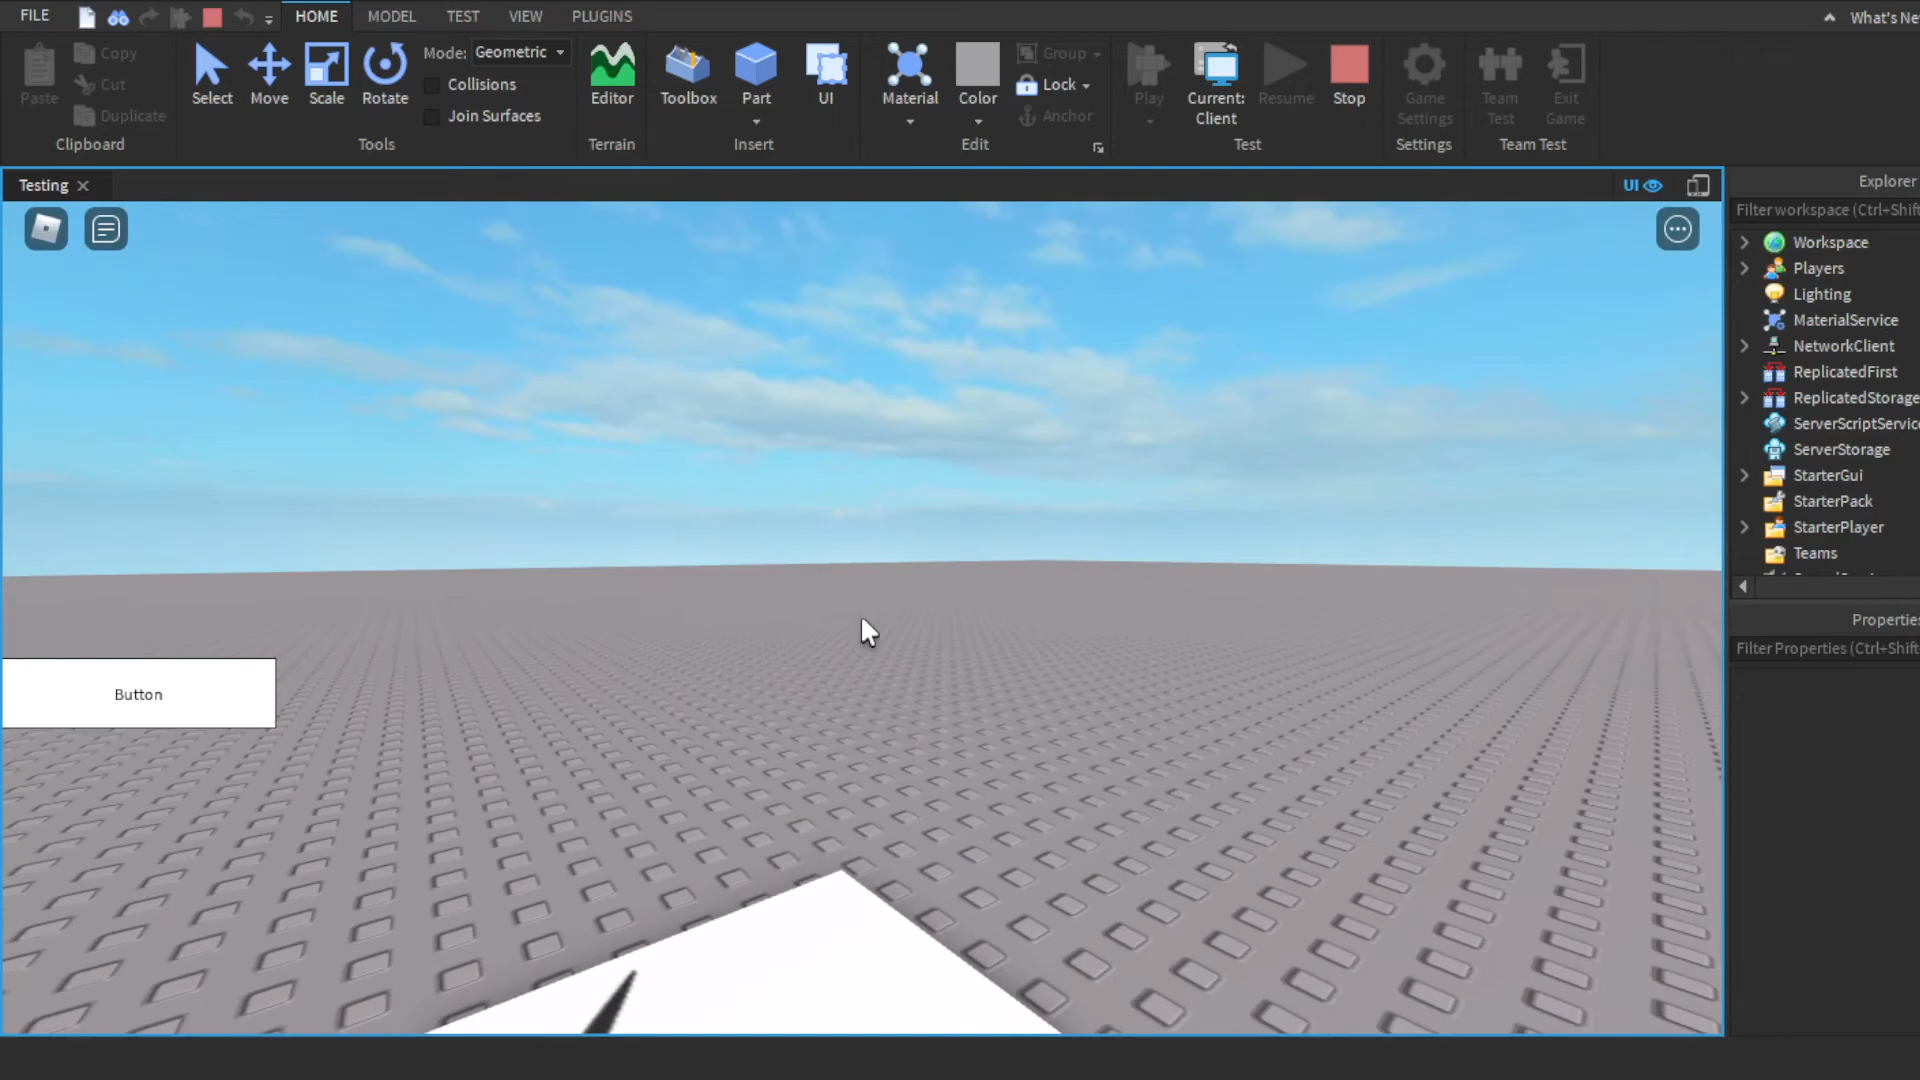 FILE
HOME
MODEL
TEST
VIEW
PLUGINS
What's Ne
Paste
Copy
Cut
Duplicate
Clipboard
Select
Move
Scale
Rotate
Mode: Geometric
Collisions
Join Surfaces
Tools
Editor
Terrain
Toolbox
Part
UI
Insert
Material
Color
Group
Lock
Anchor
Edit
Play
Current:
Client
Resume
Stop
Test
Game
Settings
Settings
Team
Test
Exit
Game
Team Test
Testing
UI
Explorer
Filter workspace (Ctrl+Shift
Workspace
Players
Lighting
MaterialService
NetworkClient
ReplicatedFirst
ReplicatedStorage
ServerScriptService
ServerStorage
StarterGui
StarterPack
StarterPlayer
Teams
Properties
Filter Properties (Ctrl+Shift
Button